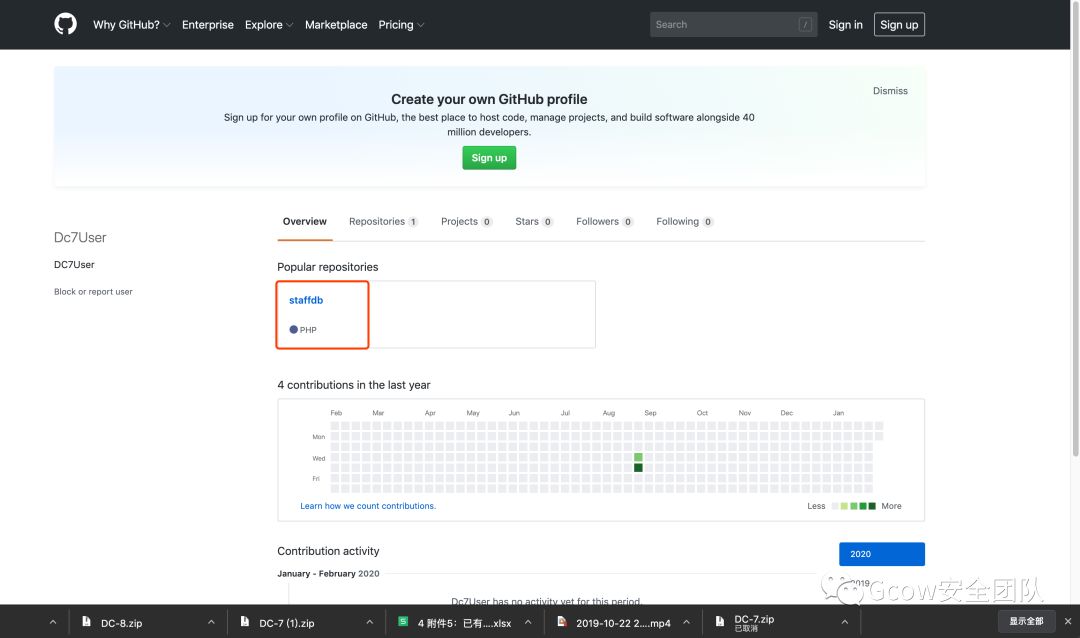 Why GitHub? Enterprise Explore Marketplace Pricing Search / Sign in Sign up
Create your own GitHub profile
Dismiss
Sign up for your own profile on GitHub, the best place to host code, manage projects, and build software alongside 40
million developers.
Sign up
Overview Repositories 1 Projects 0 Stars 0 Followers 0 Following 0
Dc7User
DC7User
Block or report user
Popular repositories
staffdb
PHP
4 contributions in the last year
Feb Mar Apr May Jun Jul Aug Sep Oct Nov Dec Jan
Mon
Wed
Fri
Learn how we count contributions.
Less More
Contribution activity
2020
January - February 2020
2019
Gcow安全团队
Dc7User has no activity yet for this period.
DC-8.zip
DC-7 (1).zip
4 附件5：已有....xlsx
2019-10-22 2....mp4
DC-7.zip
已取消
显示全部